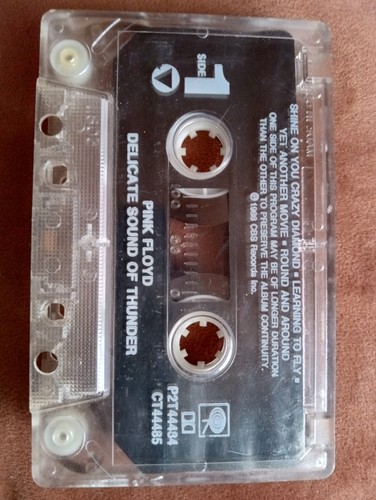 SIDE
1
SHINE ON YOU CRAZY DIAMOND • LEARNING TO FLY •
YET ANOTHER MOVIE • ROUND AND AROUND
ONE SIDE OF THIS PROGRAM MAY BE OF LONGER DURATION
THAN THE OTHER TO PRESERVE THE ALBUM CONTINUITY.
℗ 1988 CBS Records Inc.
PINK FLOYD
DELICATE SOUND OF THUNDER
P2T44484
CT44485